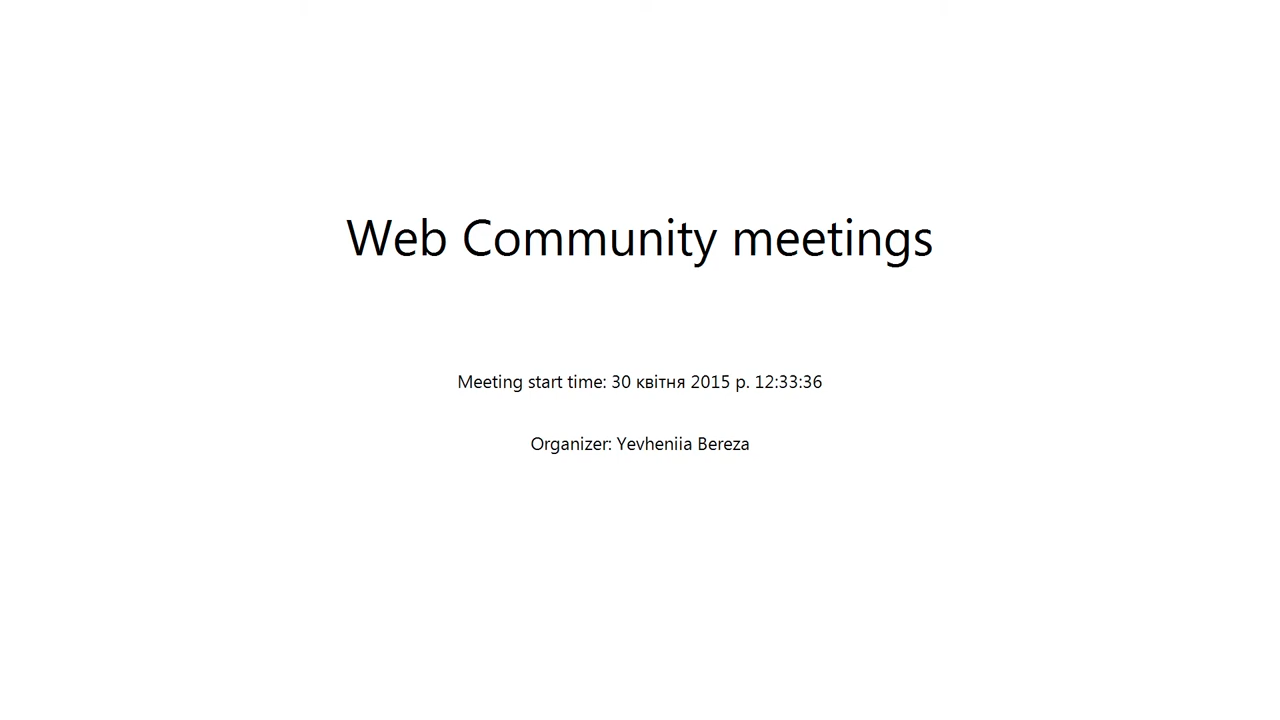 Web Community meetings
Meeting start time: 30 квітня 2015 р. 12:33:36
Organizer: Yevheniia Bereza